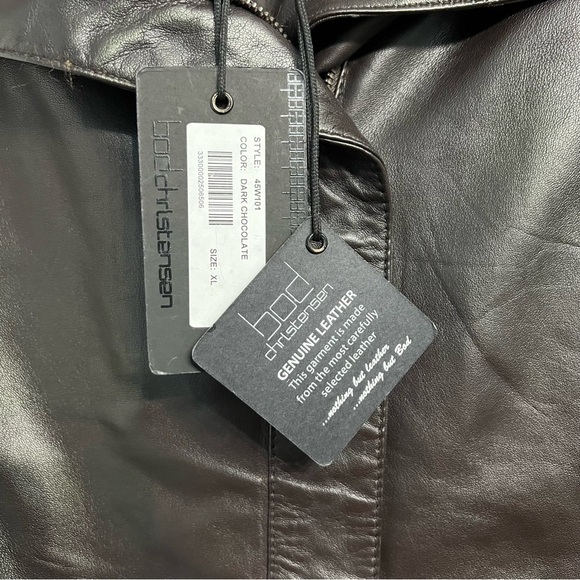 bod christensen
STYLE: 45W101
COLOR: DARK CHOCOLATE
SIZE: XL
bod
christensen
GENUINE LEATHER
This garment is made
from the most carefully
selected leather
...nothing but leather
...nothing but Bod